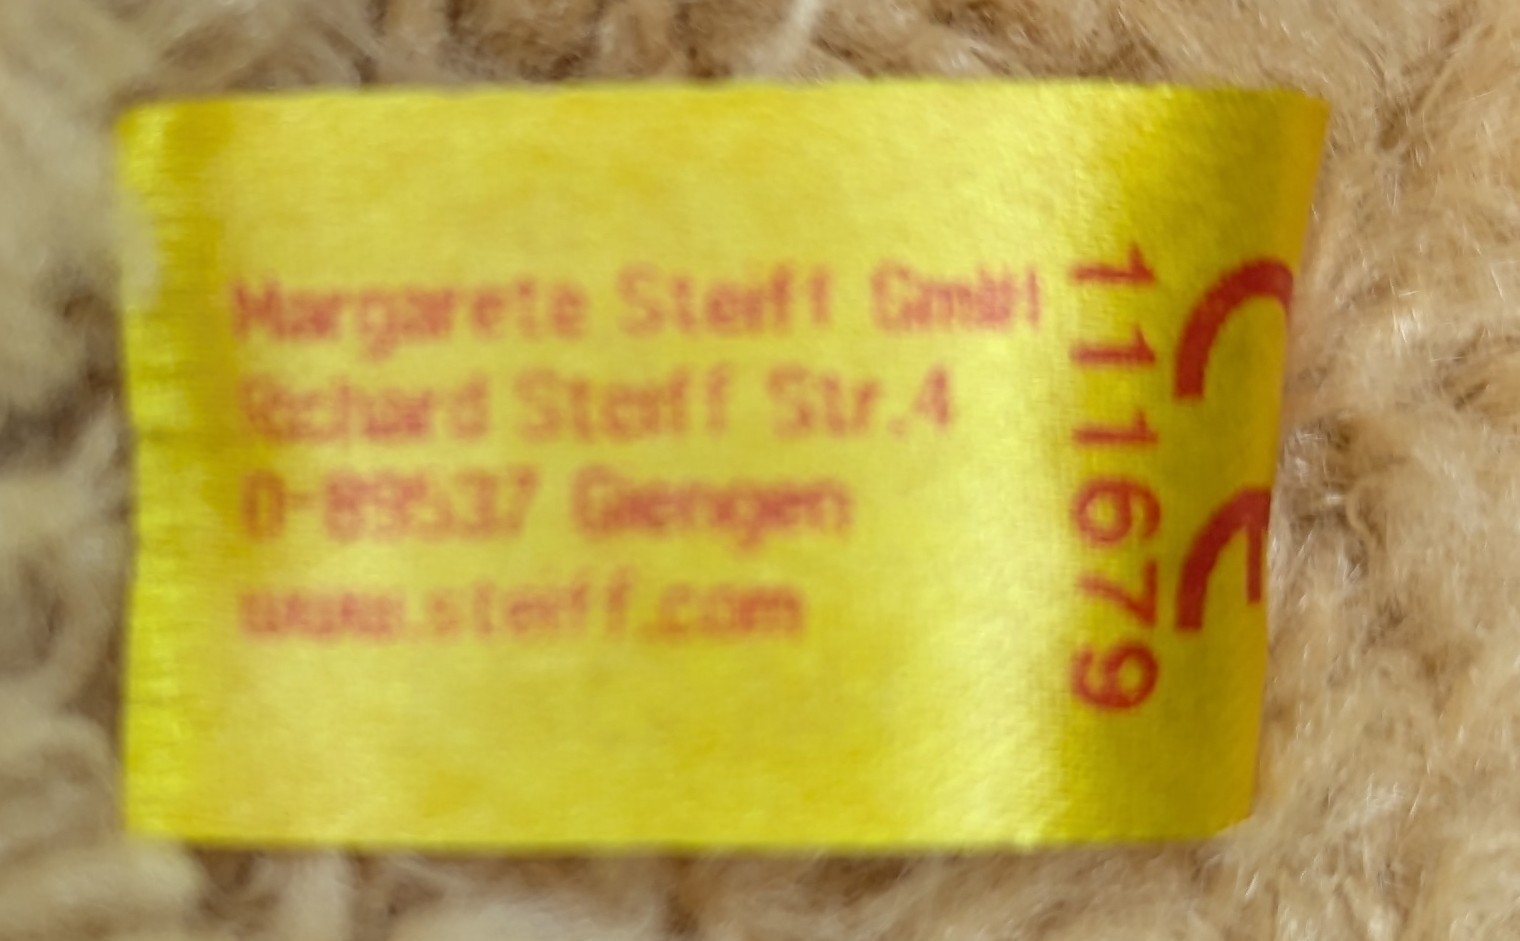 Margarete Steiff GmbH
Richard Steiff Str.4
D-89537 Giengen
www.steiff.com
111679
CE